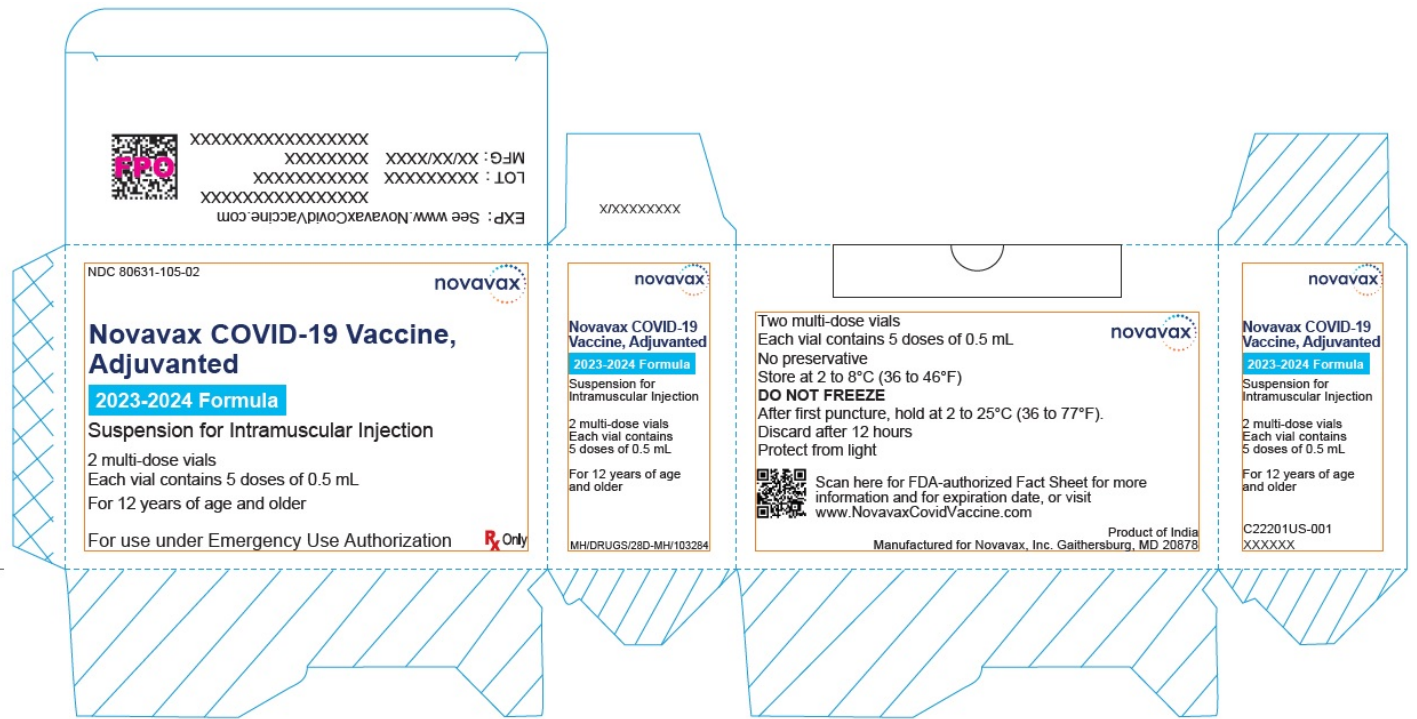 EXP: See www.NovavaxCovidVaccine.com
XXXXXXXXXXXXXXXXX
LOT : XXXXXXXXXX XXXXXXXXXXXX
MFG: XX/XX/XXXX XXXXXXXXX
XXXXXXXXXXXXXXXXXX
FPO
X/XXXXXXXX
NDC 80631-105-02
novavax
Novavax COVID-19 Vaccine,
Adjuvanted
2023-2024 Formula
Suspension for Intramuscular Injection
2 multi-dose vials
Each vial contains 5 doses of 0.5 mL
For 12 years of age and older
For use under Emergency Use Authorization
Rx Only
novavax
Novavax COVID-19
Vaccine, Adjuvanted
2023-2024 Formula
Suspension for
Intramuscular Injection
2 multi-dose vials
Each vial contains
5 doses of 0.5 mL
For 12 years of age
and older
MH/DRUGS/28D-MH/103284
novavax
Two multi-dose vials
Each vial contains 5 doses of 0.5 mL
No preservative
Store at 2 to 8°C (36 to 46°F)
DO NOT FREEZE
After first puncture, hold at 2 to 25°C (36 to 77°F).
Discard after 12 hours
Protect from light
Scan here for FDA-authorized Fact Sheet for more
information and for expiration date, or visit
www.NovavaxCovidVaccine.com
Product of India
Manufactured for Novavax, Inc. Gaithersburg, MD 20878
novavax
Novavax COVID-19
Vaccine, Adjuvanted
2023-2024 Formula
Suspension for
Intramuscular Injection
2 multi-dose vials
Each vial contains
5 doses of 0.5 mL
For 12 years of age
and older
C22201US-001
XXXXXX